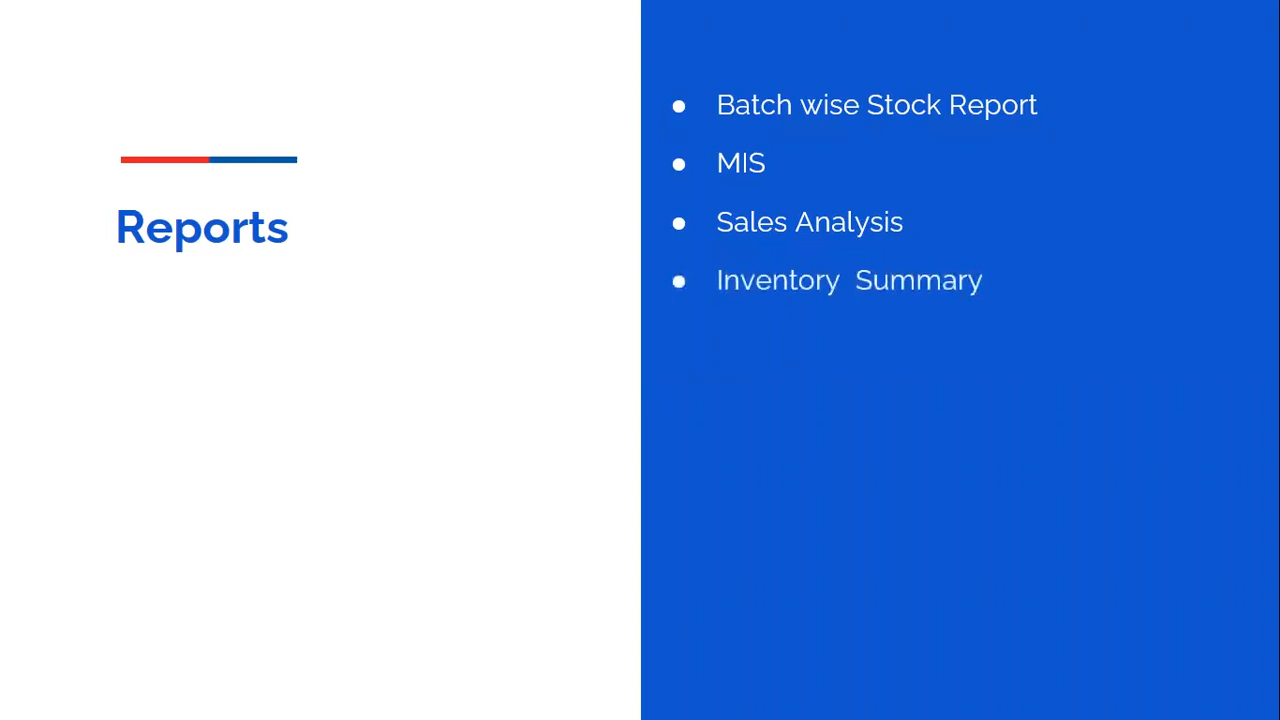 Reports
● Batch wise Stock Report
● MIS
● Sales Analysis
● Inventory  Summary